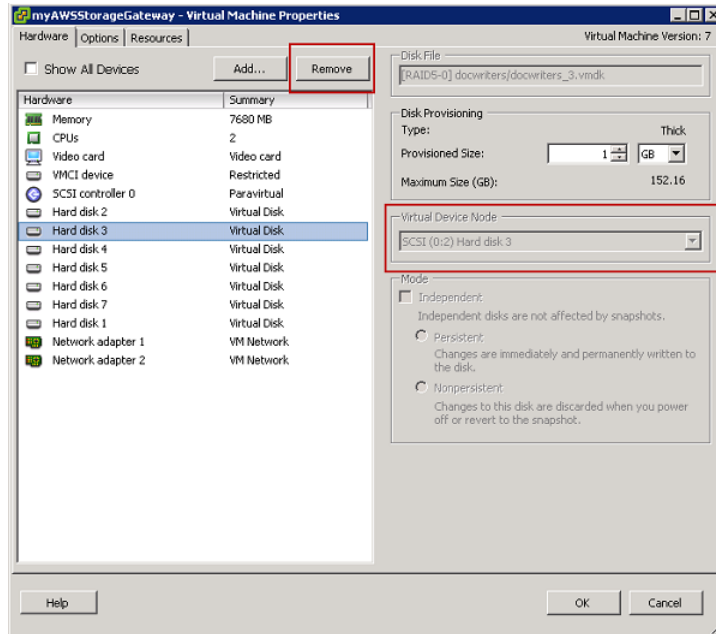 myAWSStorageGateway - Virtual Machine Properties
Hardware Options Resources
Virtual Machine Version: 7
Show All Devices
Add...
Remove
Hardware Summary
Memory 7680 MB
CPUs 2
Video card Video card
VMCI device Restricted
SCSI controller 0 Paravirtual
Hard disk 2 Virtual Disk
Hard disk 3 Virtual Disk
Hard disk 4 Virtual Disk
Hard disk 5 Virtual Disk
Hard disk 6 Virtual Disk
Hard disk 7 Virtual Disk
Hard disk 1 Virtual Disk
Network adapter 1 VM Network
Network adapter 2 VM Network
Disk File
[RAID5-0] docwriters/docwriters_3.vmdk
Disk Provisioning
Type: Thick
Provisioned Size: 1 GB
Maximum Size (GB): 152.16
Virtual Device Node
SCSI (0:2) Hard disk 3
Mode
Independent
Independent disks are not affected by snapshots.
Persistent
Changes are immediately and permanently written to
the disk.
Nonpersistent
Changes to this disk are discarded when you power
off or revert to the snapshot.
Help
OK
Cancel